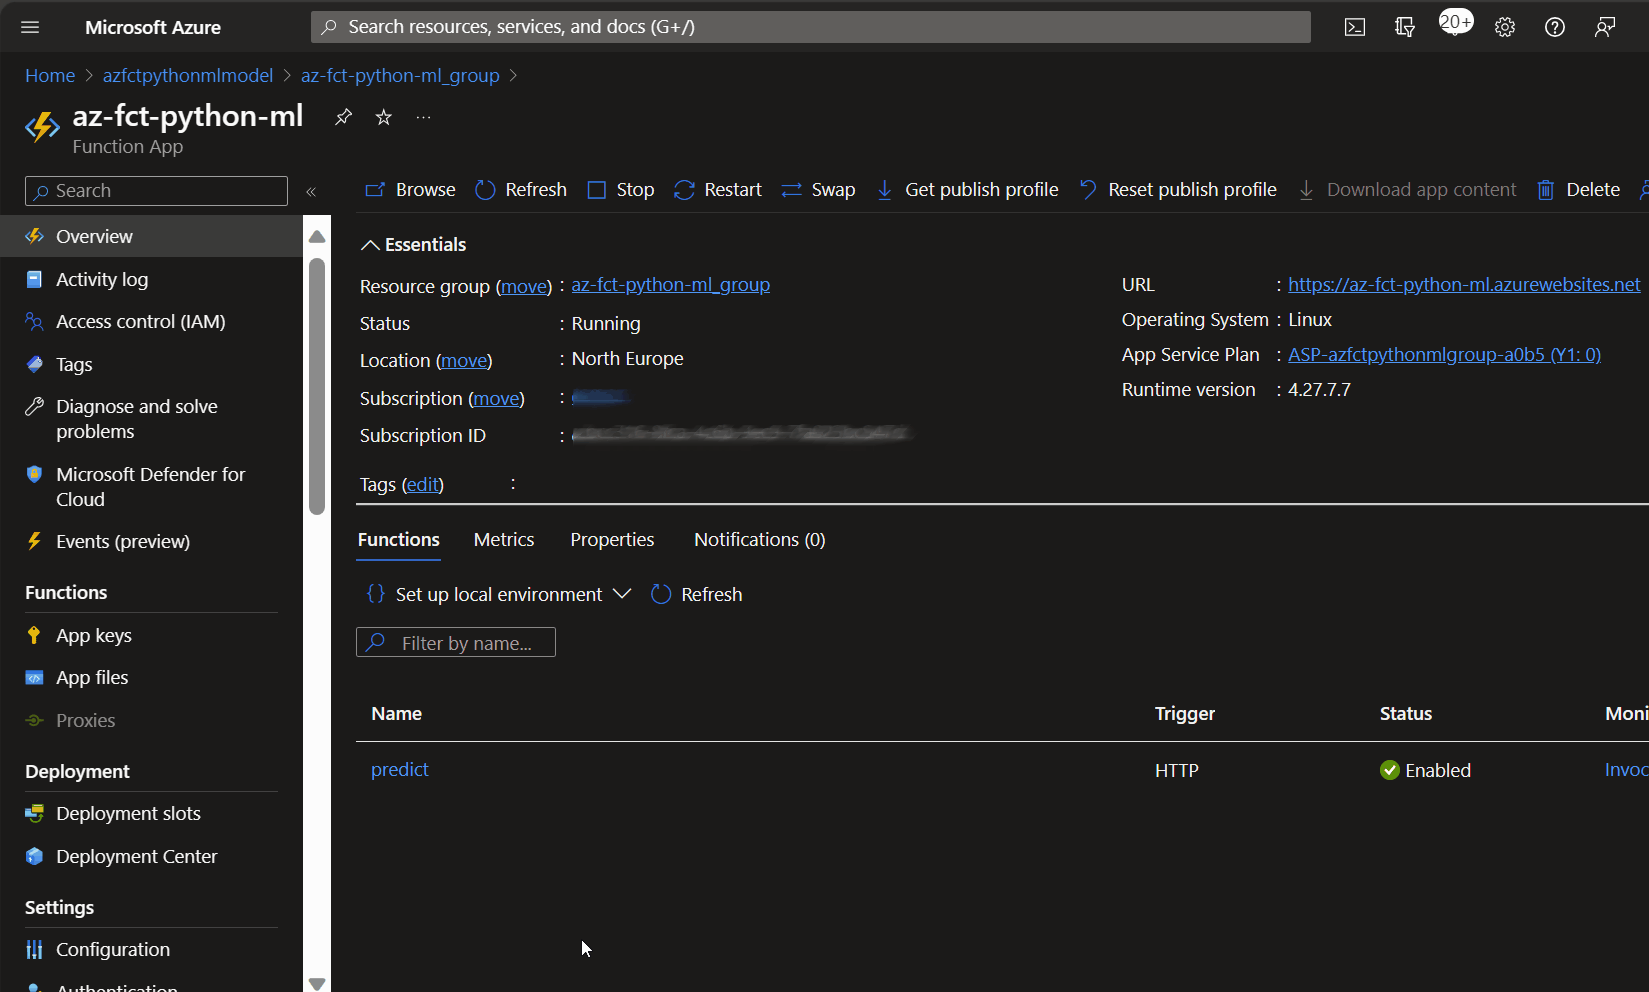 Microsoft Azure
Search resources, services, and docs (G+/)
20+
Home > azfctpythonmlmodel > az-fct-python-ml_group >
az-fct-python-ml
Function App
Search
«
Browse
Refresh
Stop
Restart
Swap
Get publish profile
Reset publish profile
Download app content
Delete
Overview
Activity log
Access control (IAM)
Tags
Diagnose and solve
problems
Microsoft Defender for
Cloud
Events (preview)
Functions
App keys
App files
Proxies
Deployment
Deployment slots
Deployment Center
Settings
Configuration
Authentication
Essentials
Resource group (move) : az-fct-python-ml_group
Status : Running
Location (move) : North Europe
Subscription (move) :
Subscription ID :
Tags (edit) :
URL : https://az-fct-python-ml.azurewebsites.net
Operating System : Linux
App Service Plan : ASP-azfctpythonmlgroup-a0b5 (Y1: 0)
Runtime version : 4.27.7.7
Functions Metrics Properties Notifications (0)
{} Set up local environment Refresh
Filter by name...
Name Trigger Status Moni
predict HTTP Enabled Invoc